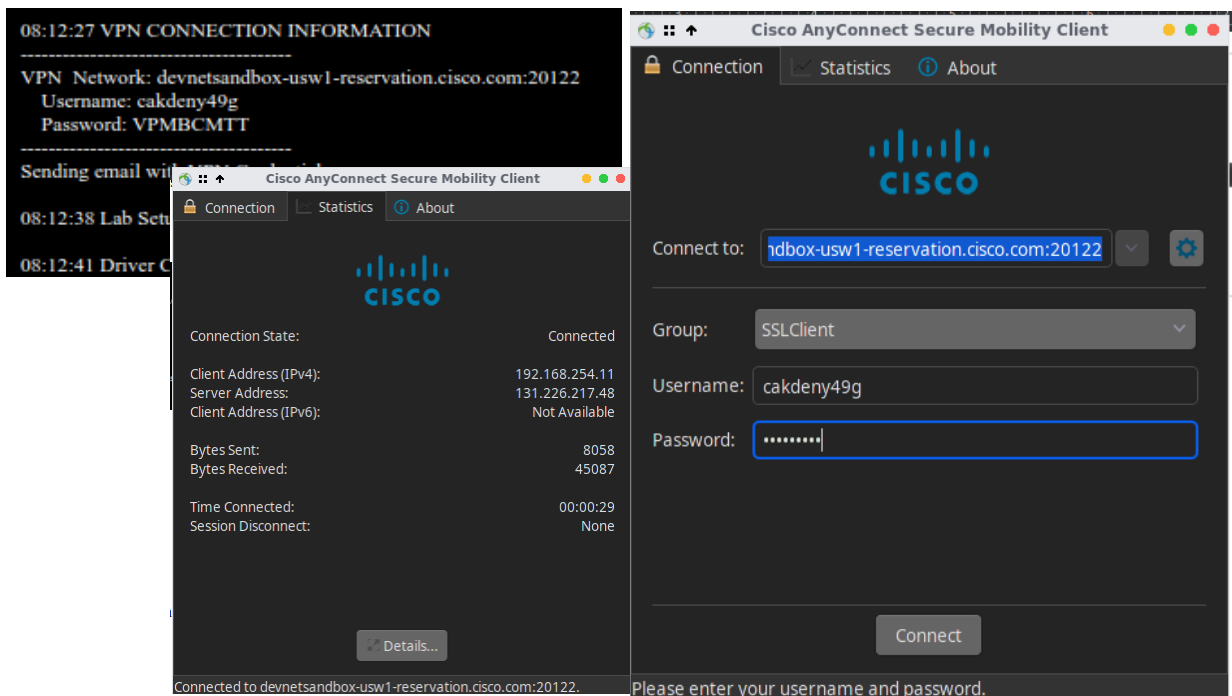 08:12:27 VPN CONNECTION INFORMATION
---------------------------------------
VPN Network: devnetsandbox-usw1-reservation.cisco.com:20122
Username: cakdeny49g
Password: VPMBCMTT
---------------------------------------
Sending email
08:12:38 Lab
08:12:41 Driver
Cisco AnyConnect Secure Mobility Client
Connection Statistics About
CISCO
Connection State: Connected
Client Address (IPv4): 192.168.254.11
Server Address: 131.226.217.48
Client Address (IPv6): Not Available
Bytes Sent: 8058
Bytes Received: 45087
Time Connected: 00:00:29
Session Disconnect: None
Details...
Connected to devnetsandbox-usw1-reservation.cisco.com:20122.
Cisco AnyConnect Secure Mobility Client
Connection Statistics About
CISCO
Connect to: ndbox-usw1-reservation.cisco.com:20122
Group: SSLClient
Username: cakdeny49g
Password: •••••••••
Connect
Please enter your username and password.